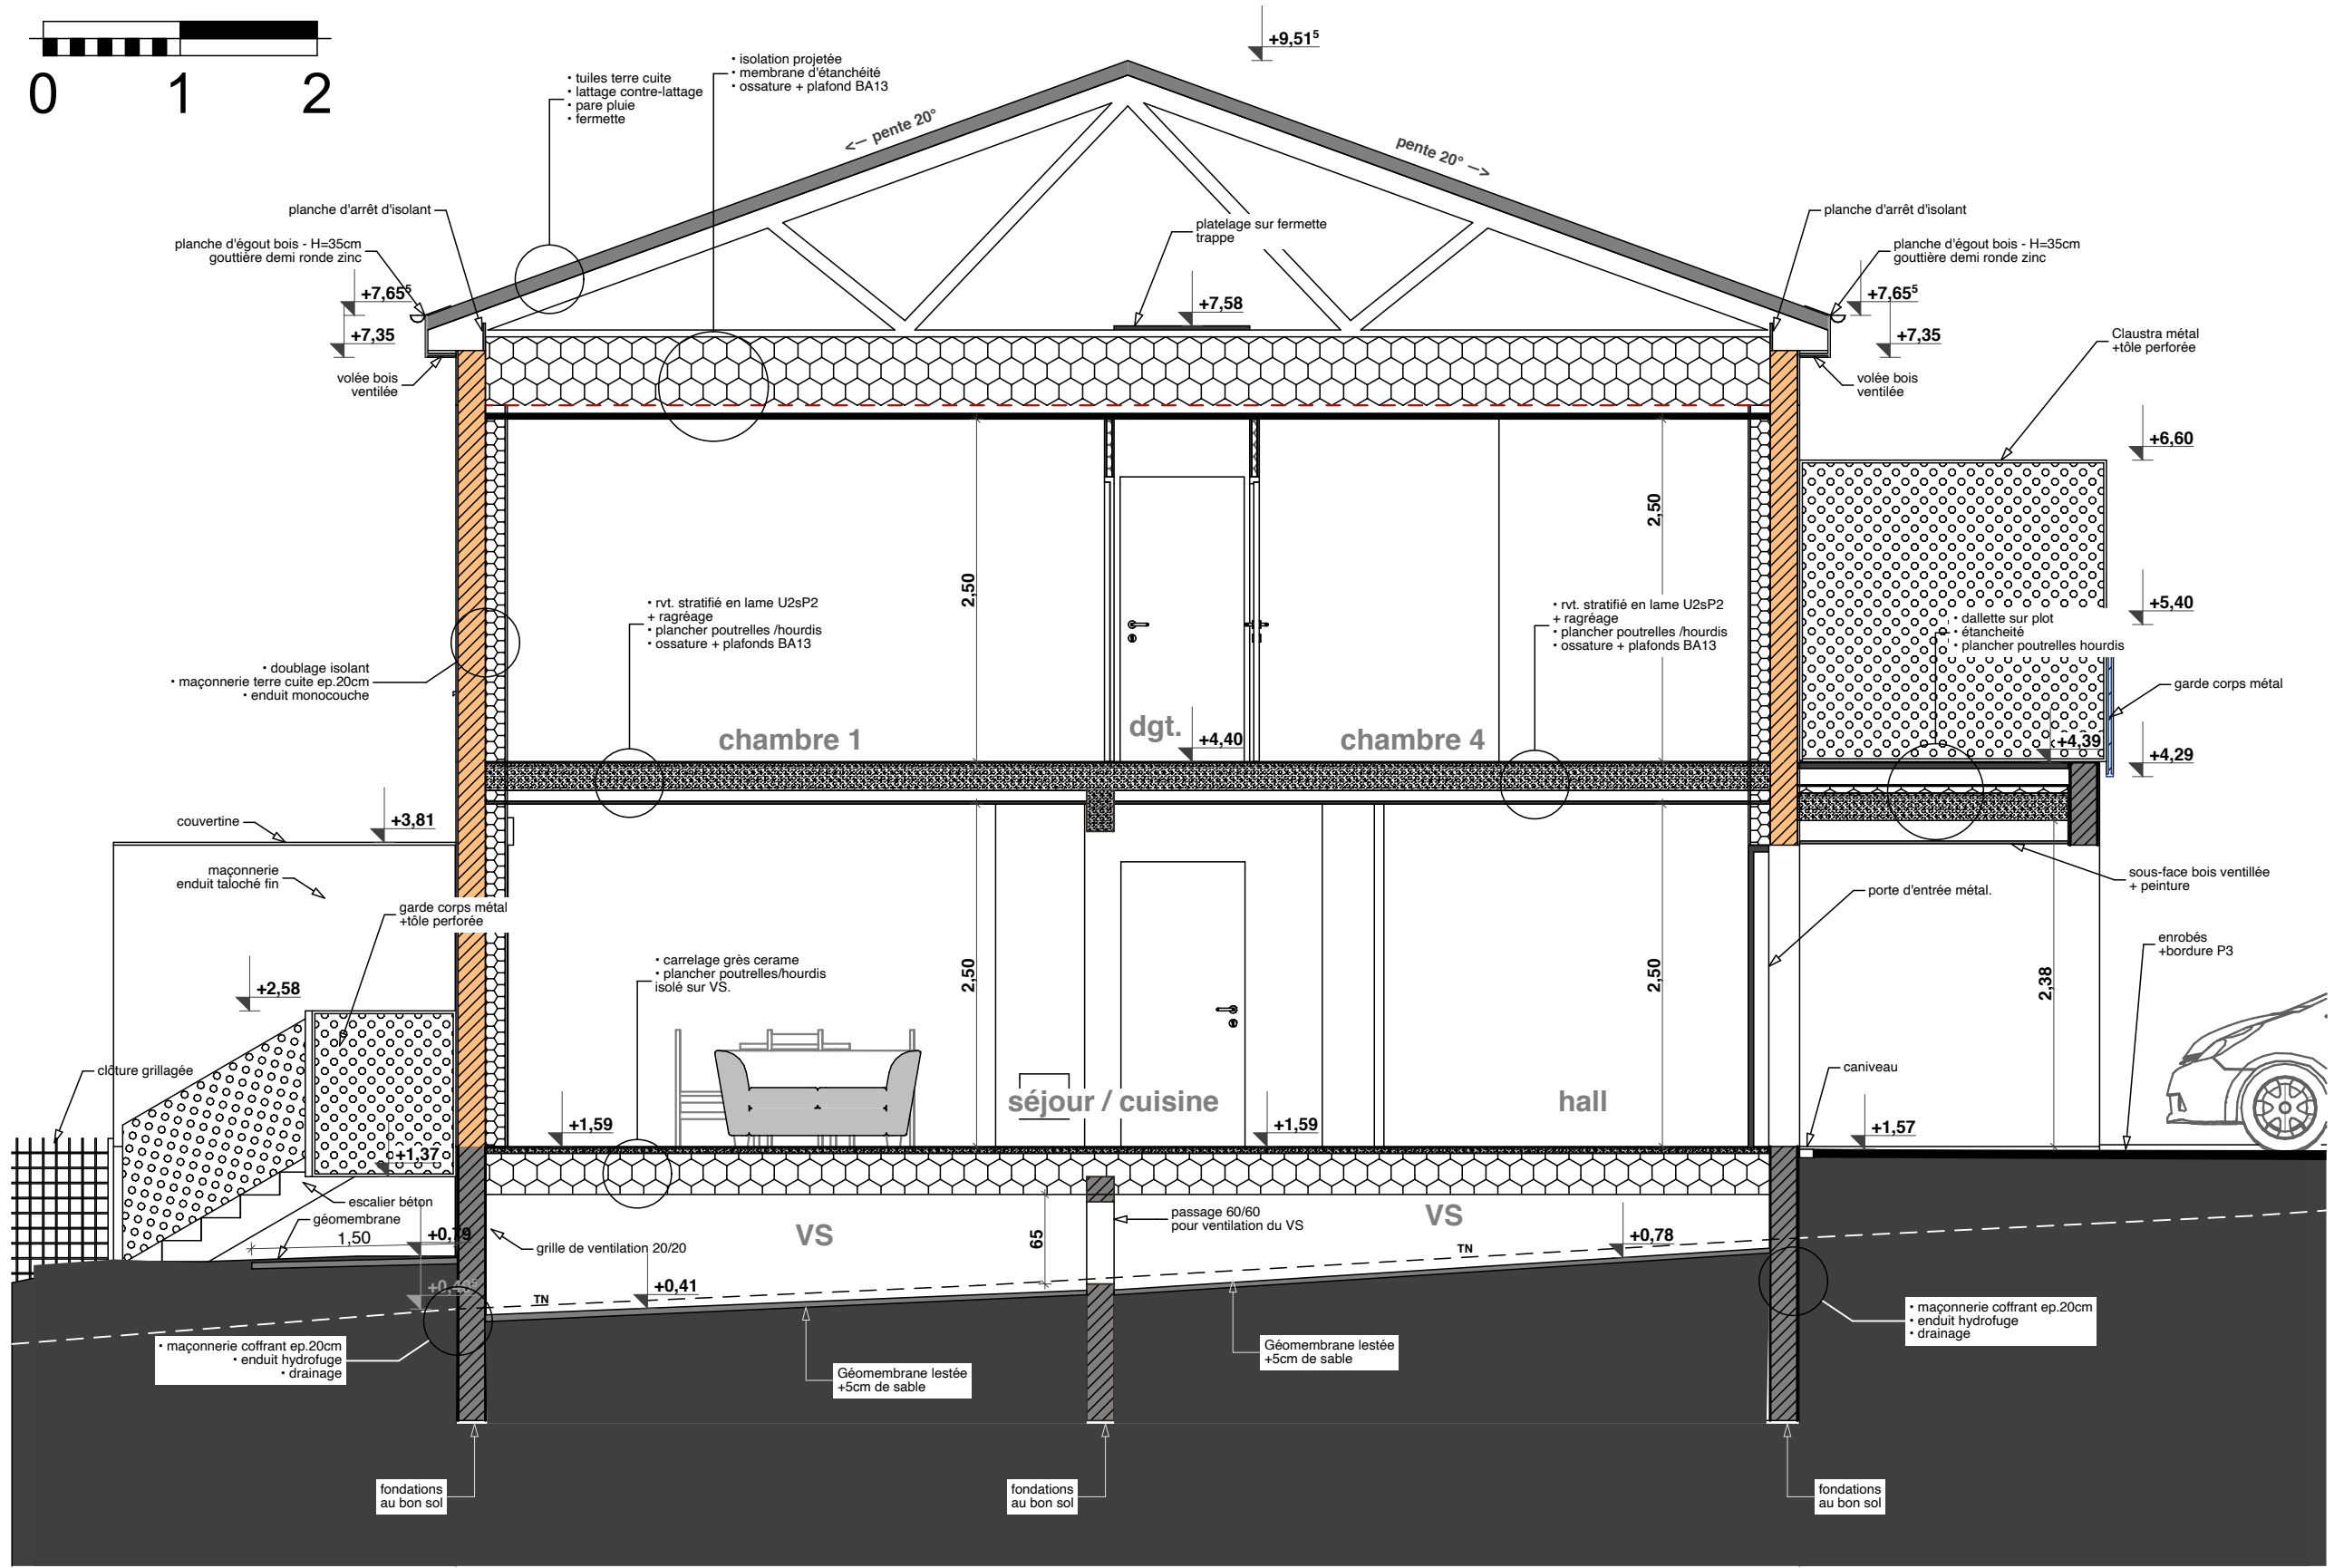 0 1 2
• tuiles terre cuite
• lattage contre-lattage
• pare pluie
• fermette
• isolation projetée
• membrane d'étanchéité
• ossature + plafond BA13
+9,51⁵
<— pente 20°
pente 20° —>
planche d'arrêt d'isolant
planche d'égout bois - H=35cm
gouttière demi ronde zinc
+7,65⁵
+7,35
volée bois
ventilée
platelage sur fermette
trappe
+7,58
planche d'arrêt d'isolant
planche d'égout bois - H=35cm
gouttière demi ronde zinc
+7,65⁵
+7,35
volée bois
ventilée
Claustra métal
+tôle perforée
+6,60
+5,40
2,50
2,50
• rvt. stratifié en lame U2sP2
+ ragréage
• plancher poutrelles /hourdis
• ossature + plafonds BA13
• rvt. stratifié en lame U2sP2
+ ragréage
• plancher poutrelles /hourdis
• ossature + plafonds BA13
• dallette sur plot
• étancheité
• plancher poutrelles hourdis
• doublage isolant
• maçonnerie terre cuite ep.20cm
• enduit monocouche
garde corps métal
chambre 1
dgt.
+4,40
chambre 4
+4,39
+4,29
couvertine
+3,81
maçonnerie
enduit taloché fin
garde corps métal
+tôle perforée
sous-face bois ventillée
+ peinture
porte d'entrée métal.
enrobés
+bordure P3
+2,58
• carrelage grès cerame
• plancher poutrelles/hourdis
isolé sur VS.
2,50
2,50
2,38
clôture grillagée
caniveau
séjour / cuisine
hall
+1,59
+1,59
+1,57
+1,37
escalier béton
géomembrane
1,50
+0,79
grille de ventilation 20/20
VS
65
passage 60/60
pour ventilation du VS
VS
TN
+0,78
+0,41
TN
• maçonnerie coffrant ep.20cm
• enduit hydrofuge
• drainage
Géomembrane lestée
+5cm de sable
Géomembrane lestée
+5cm de sable
• maçonnerie coffrant ep.20cm
• enduit hydrofuge
• drainage
fondations
au bon sol
fondations
au bon sol
fondations
au bon sol